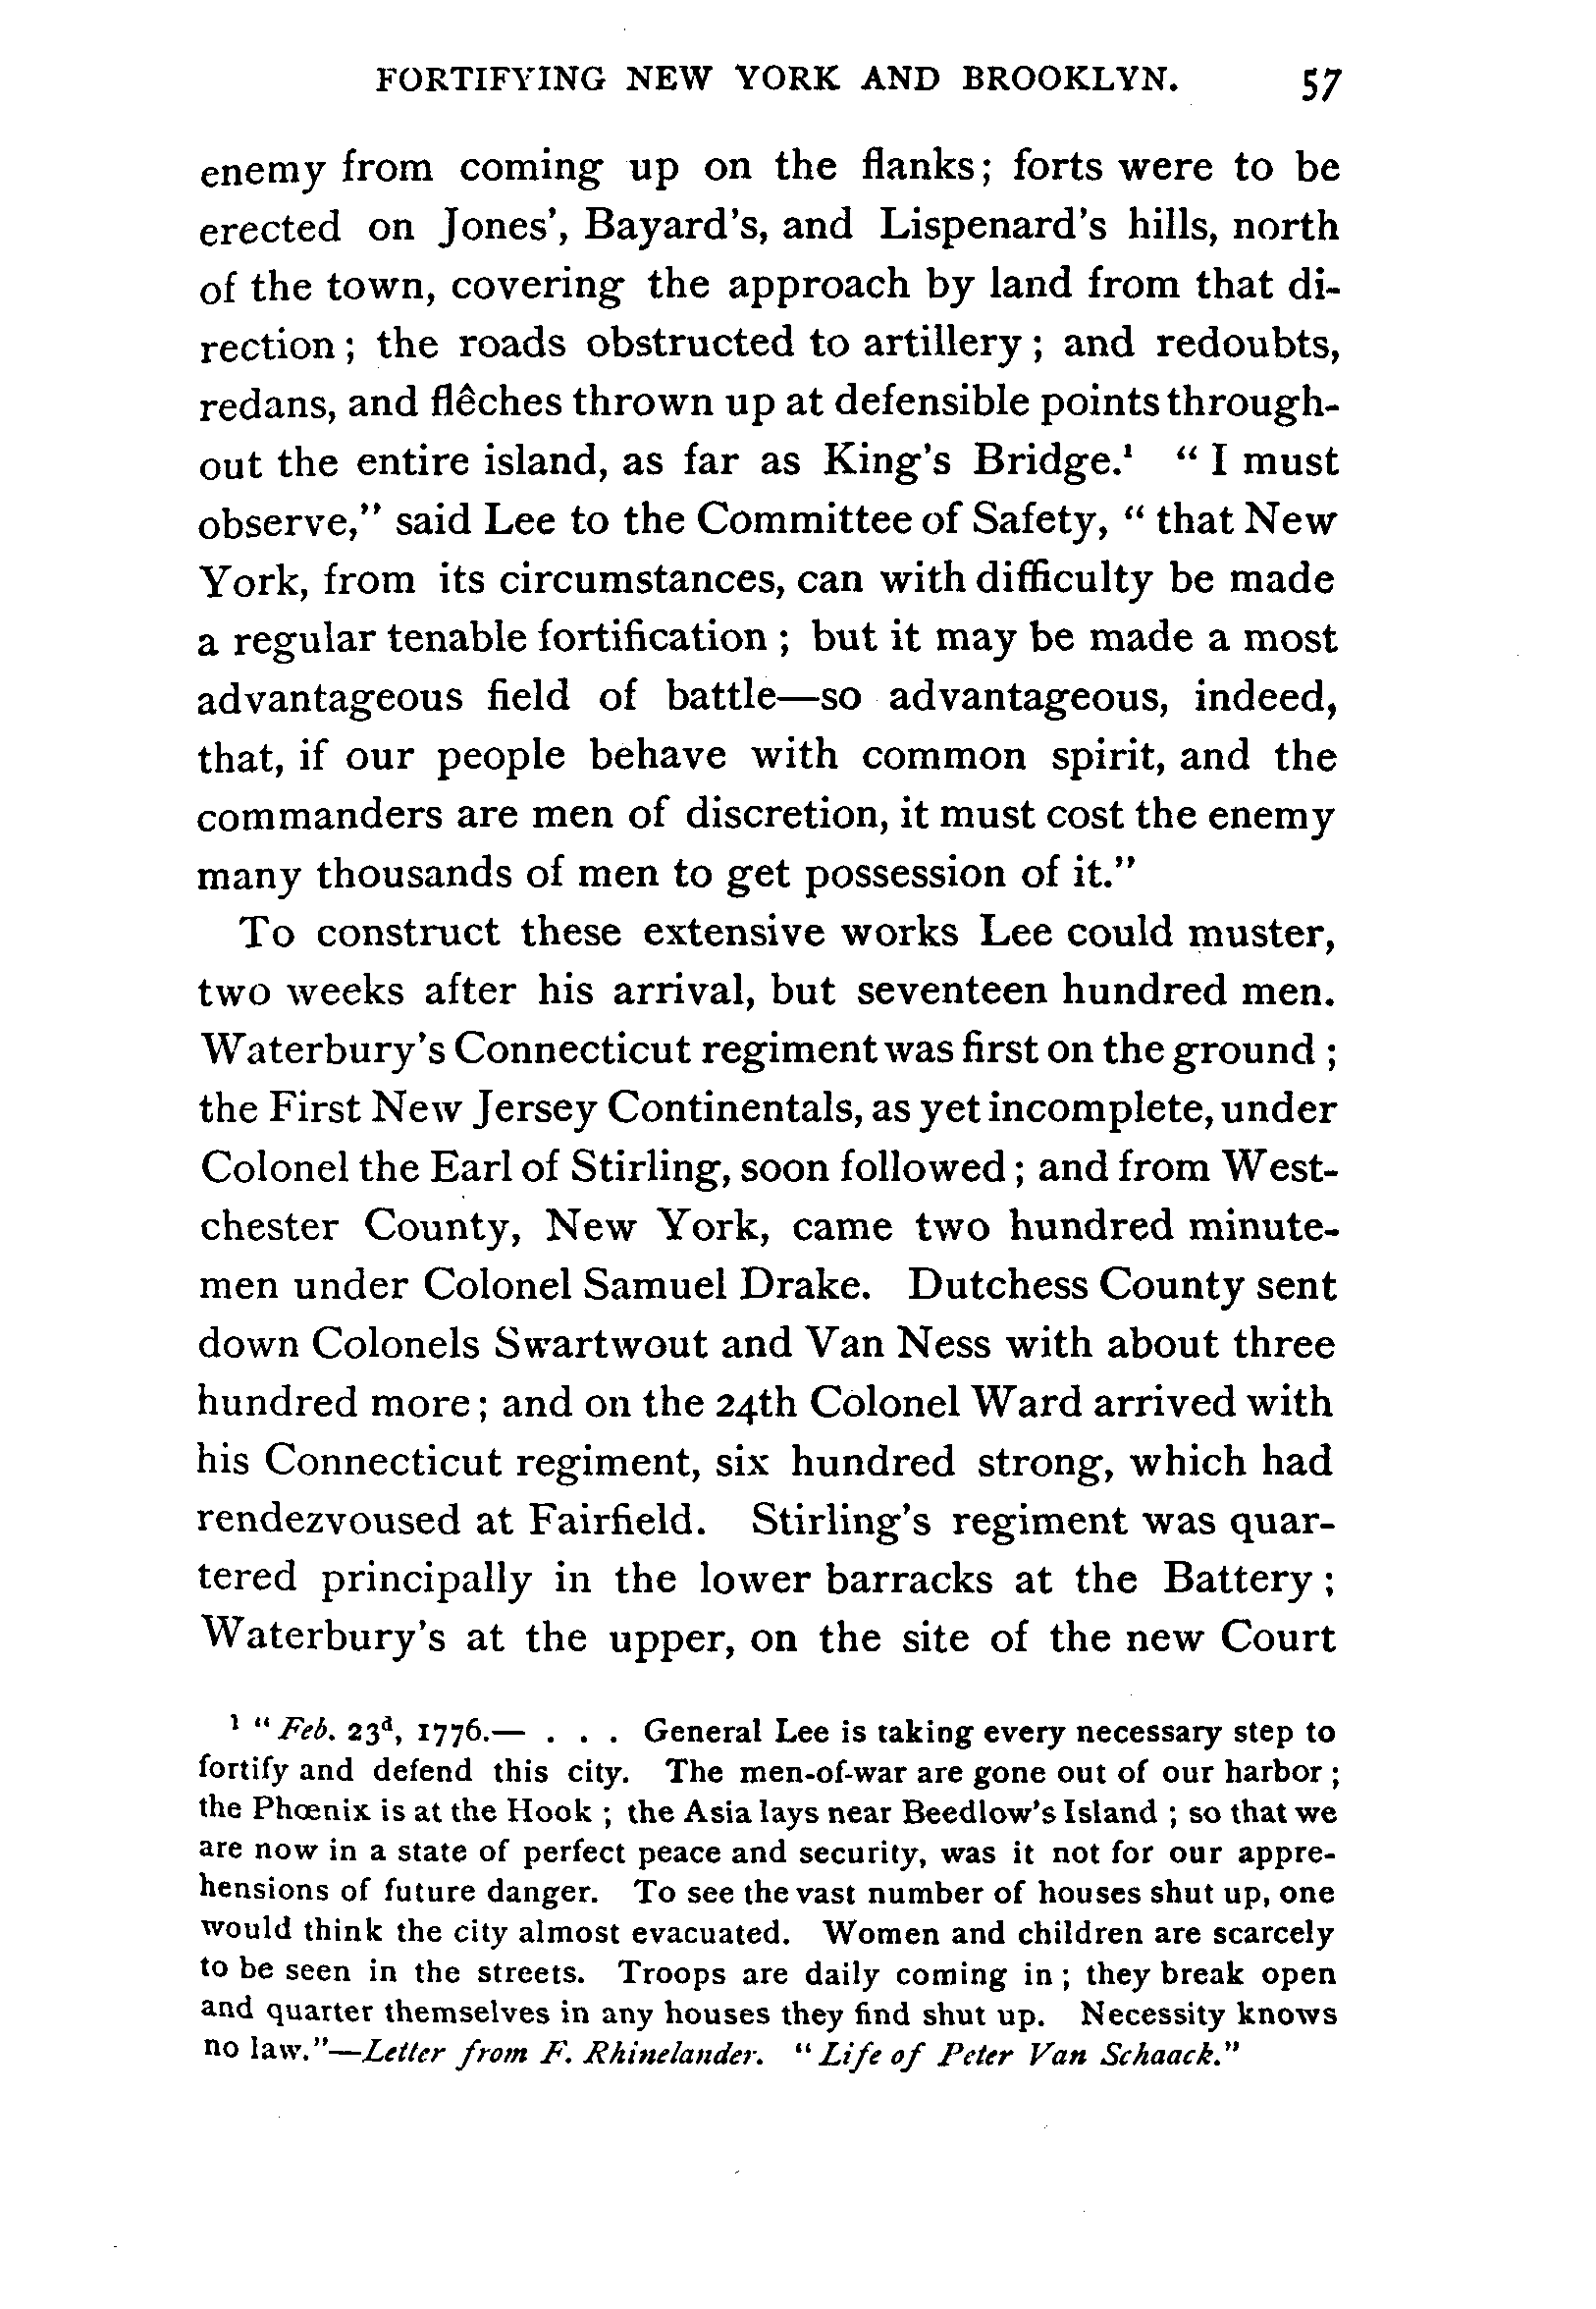 FORTIFYING NEW YORK AND BROOKLYN. 57
enemy from coming up on the flanks; forts were to be
erected on Jones', Bayard's, and Lispenard's hills, north
of the town, covering the approach by land from that di-
rection; the roads obstructed to artillery; and redoubts,
redans, and flêches thrown up at defensible points through-
out the entire island, as far as King's Bridge.¹ "I must
observe," said Lee to the Committee of Safety, "that New
York, from its circumstances, can with difficulty be made
a regular tenable fortification; but it may be made a most
advantageous field of battle—so advantageous, indeed,
that, if our people behave with common spirit, and the
commanders are men of discretion, it must cost the enemy
many thousands of men to get possession of it."
To construct these extensive works Lee could muster,
two weeks after his arrival, but seventeen hundred men.
Waterbury's Connecticut regiment was first on the ground;
the First New Jersey Continentals, as yet incomplete, under
Colonel the Earl of Stirling, soon followed; and from West-
chester County, New York, came two hundred minute-
men under Colonel Samuel Drake. Dutchess County sent
down Colonels Swartwout and Van Ness with about three
hundred more; and on the 24th Colonel Ward arrived with
his Connecticut regiment, six hundred strong, which had
rendezvoused at Fairfield. Stirling's regiment was quar-
tered principally in the lower barracks at the Battery;
Waterbury's at the upper, on the site of the new Court
¹ "Feb. 23ᵈ, 1776.— . . . General Lee is taking every necessary step to
fortify and defend this city. The men-of-war are gone out of our harbor;
the Phœnix is at the Hook; the Asia lays near Beedlow's Island; so that we
are now in a state of perfect peace and security, was it not for our appre-
hensions of future danger. To see the vast number of houses shut up, one
would think the city almost evacuated. Women and children are scarcely
to be seen in the streets. Troops are daily coming in; they break open
and quarter themselves in any houses they find shut up. Necessity knows
no law."—Letter from F. Rhinelander. "Life of Peter Van Schaack."